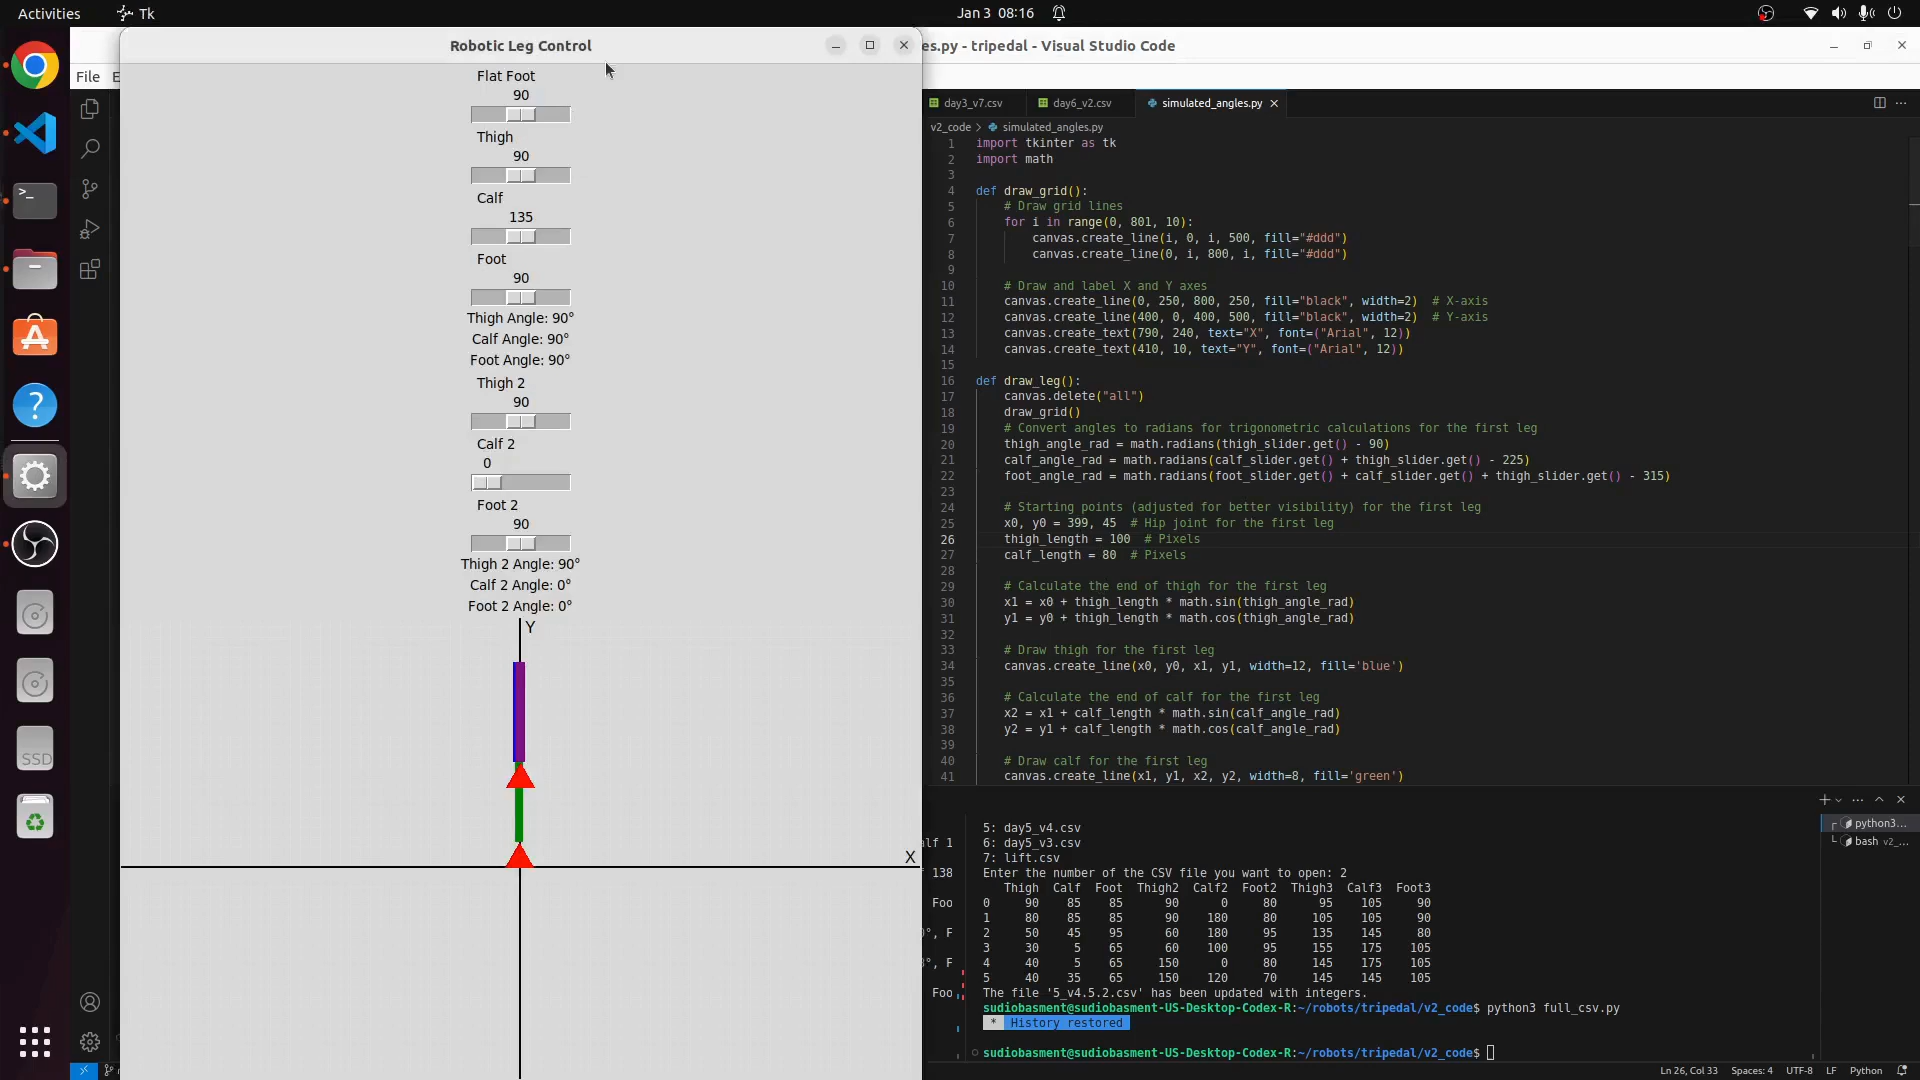 Activities
Tk
Jan 3 08:16
Robotic Leg Control
es.py - tripedal - Visual Studio Code
File E
Flat Foot
90
Thigh
90
Calf
135
Foot
90
Thigh Angle: 90°
Calf Angle: 90°
Foot Angle: 90°
Thigh 2
90
Calf 2
0
Foot 2
90
Thigh 2 Angle: 90°
Calf 2 Angle: 0°
Foot 2 Angle: 0°
Y
X
SSD
day3_v7.csv
day6_v2.csv
simulated_angles.py
v2_code > simulated_angles.py
1 import tkinter as tk
2 import math
3
4 def draw_grid():
5 # Draw grid lines
6 for i in range(0, 801, 10):
7 canvas.create_line(i, 0, i, 500, fill="#ddd")
8 canvas.create_line(0, i, 800, i, fill="#ddd")
9
10 # Draw and label X and Y axes
11 canvas.create_line(0, 250, 800, 250, fill="black", width=2) # X-axis
12 canvas.create_line(400, 0, 400, 500, fill="black", width=2) # Y-axis
13 canvas.create_text(790, 240, text="X", font=("Arial", 12))
14 canvas.create_text(410, 10, text="Y", font=("Arial", 12))
15
16 def draw_leg():
17 canvas.delete("all")
18 draw_grid()
19 # Convert angles to radians for trigonometric calculations for the first leg
20 thigh_angle_rad = math.radians(thigh_slider.get() - 90)
21 calf_angle_rad = math.radians(calf_slider.get() + thigh_slider.get() - 225)
22 foot_angle_rad = math.radians(foot_slider.get() + calf_slider.get() + thigh_slider.get() - 315)
23
24 # Starting points (adjusted for better visibility) for the first leg
25 x0, y0 = 399, 45 # Hip joint for the first leg
26 thigh_length = 100 # Pixels
27 calf_length = 80 # Pixels
28
29 # Calculate the end of thigh for the first leg
30 x1 = x0 + thigh_length * math.sin(thigh_angle_rad)
31 y1 = y0 + thigh_length * math.cos(thigh_angle_rad)
32
33 # Draw thigh for the first leg
34 canvas.create_line(x0, y0, x1, y1, width=12, fill='blue')
35
36 # Calculate the end of calf for the first leg
37 x2 = x1 + calf_length * math.sin(calf_angle_rad)
38 y2 = y1 + calf_length * math.cos(calf_angle_rad)
39
40 # Draw calf for the first leg
41 canvas.create_line(x1, y1, x2, y2, width=8, fill='green')
alf 1
138
Foo
°, F
°, F
Foo
5: day5_v4.csv
6: day5_v3.csv
7: lift.csv
Enter the number of the CSV file you want to open: 2
Thigh Calf Foot Thigh2 Calf2 Foot2 Thigh3 Calf3 Foot3
0 90 85 85 90 0 80 95 105 90
1 80 85 85 90 180 80 105 105 90
2 50 45 95 60 180 95 135 145 80
3 30 5 65 60 100 95 155 175 105
4 40 5 65 150 0 80 145 175 105
5 40 35 65 150 120 70 145 145 105
The file '5_v4.5.2.csv' has been updated with integers.
sudiobasment@sudiobasment-US-Desktop-Codex-R:~/robots/tripedal/v2_code$ python3 full_csv.py
* History restored
sudiobasment@sudiobasment-US-Desktop-Codex-R:~/robots/tripedal/v2_code$
python3...
bash v2_...
Ln 26, Col 33 Spaces: 4 UTF-8 LF Python